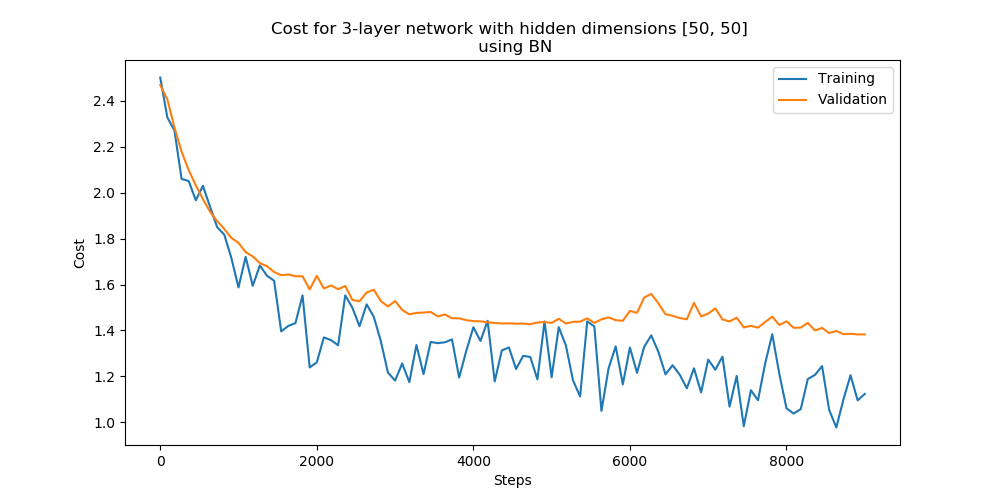 Cost for 3-layer network with hidden dimensions [50, 50]
using BN
Training
Validation
Cost
2.4
2.2
2.0
1.8
1.6
1.4
1.2
1.0
0
2000
4000
6000
8000
Steps